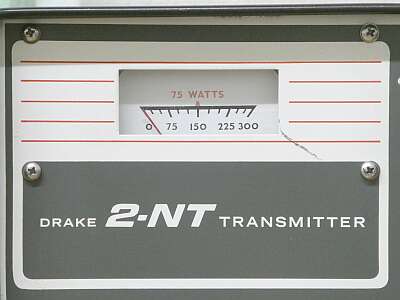 75 WATTS
0 75 150 225 300
DRAKE 2-NT TRANSMITTER